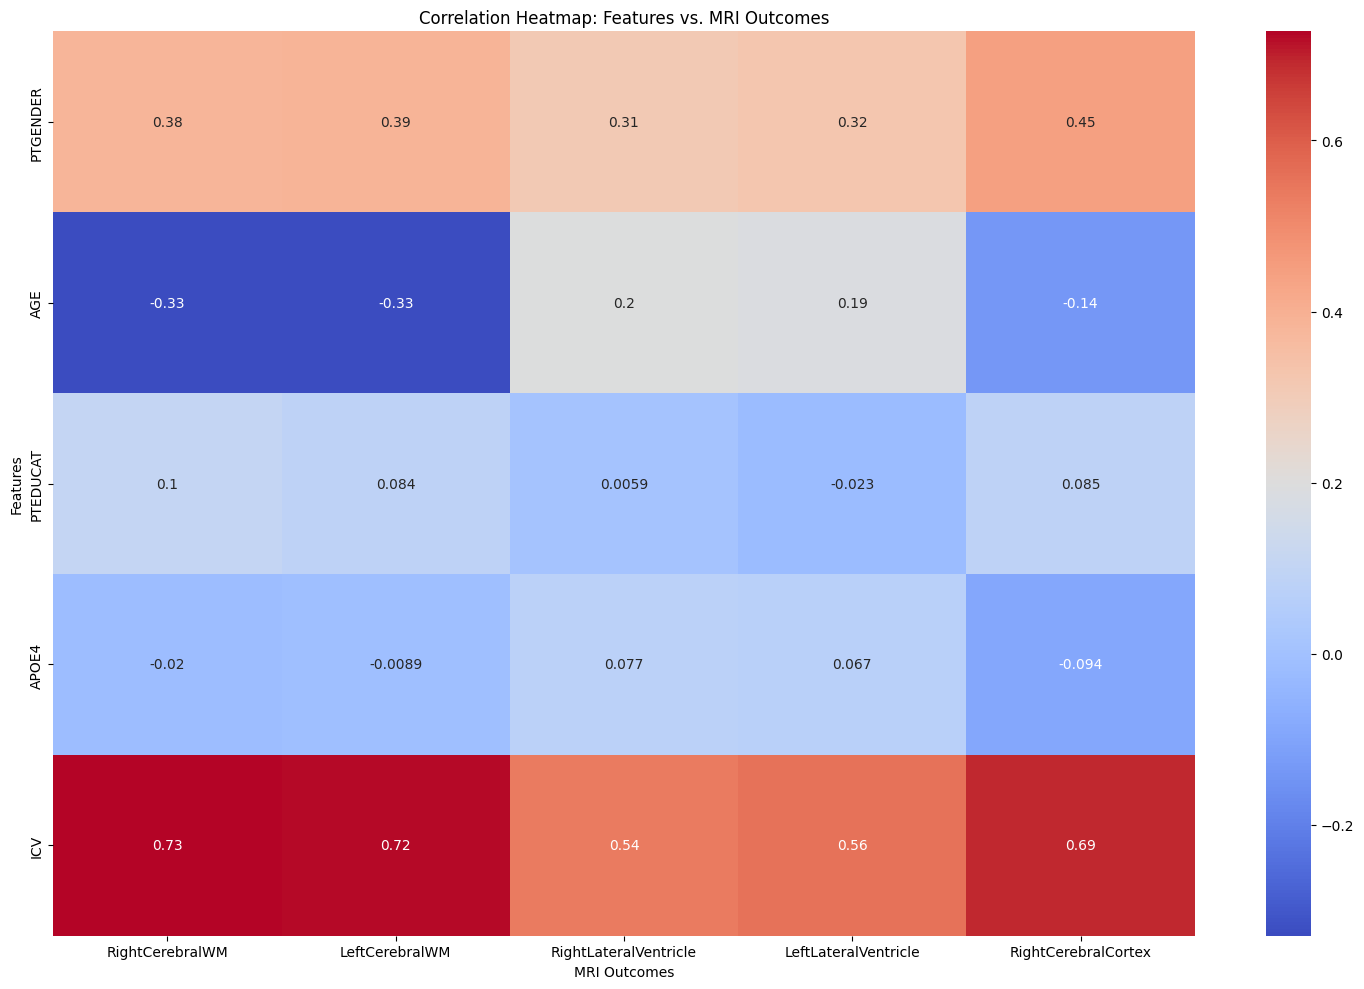 Correlation Heatmap: Features vs. MRI Outcomes
Features
PTGENDER
0.38 0.39 0.31 0.32 0.45
AGE
-0.33 -0.33 0.2 0.19 -0.14
PTEDUCAT
0.1 0.084 0.0059 -0.023 0.085
APOE4
-0.02 -0.0089 0.077 0.067 -0.094
ICV
0.73 0.72 0.54 0.56 0.69
RightCerebralWM LeftCerebralWM RightLateralVentricle LeftLateralVentricle RightCerebralCortex
MRI Outcomes
0.6
0.4
0.2
0.0
−0.2